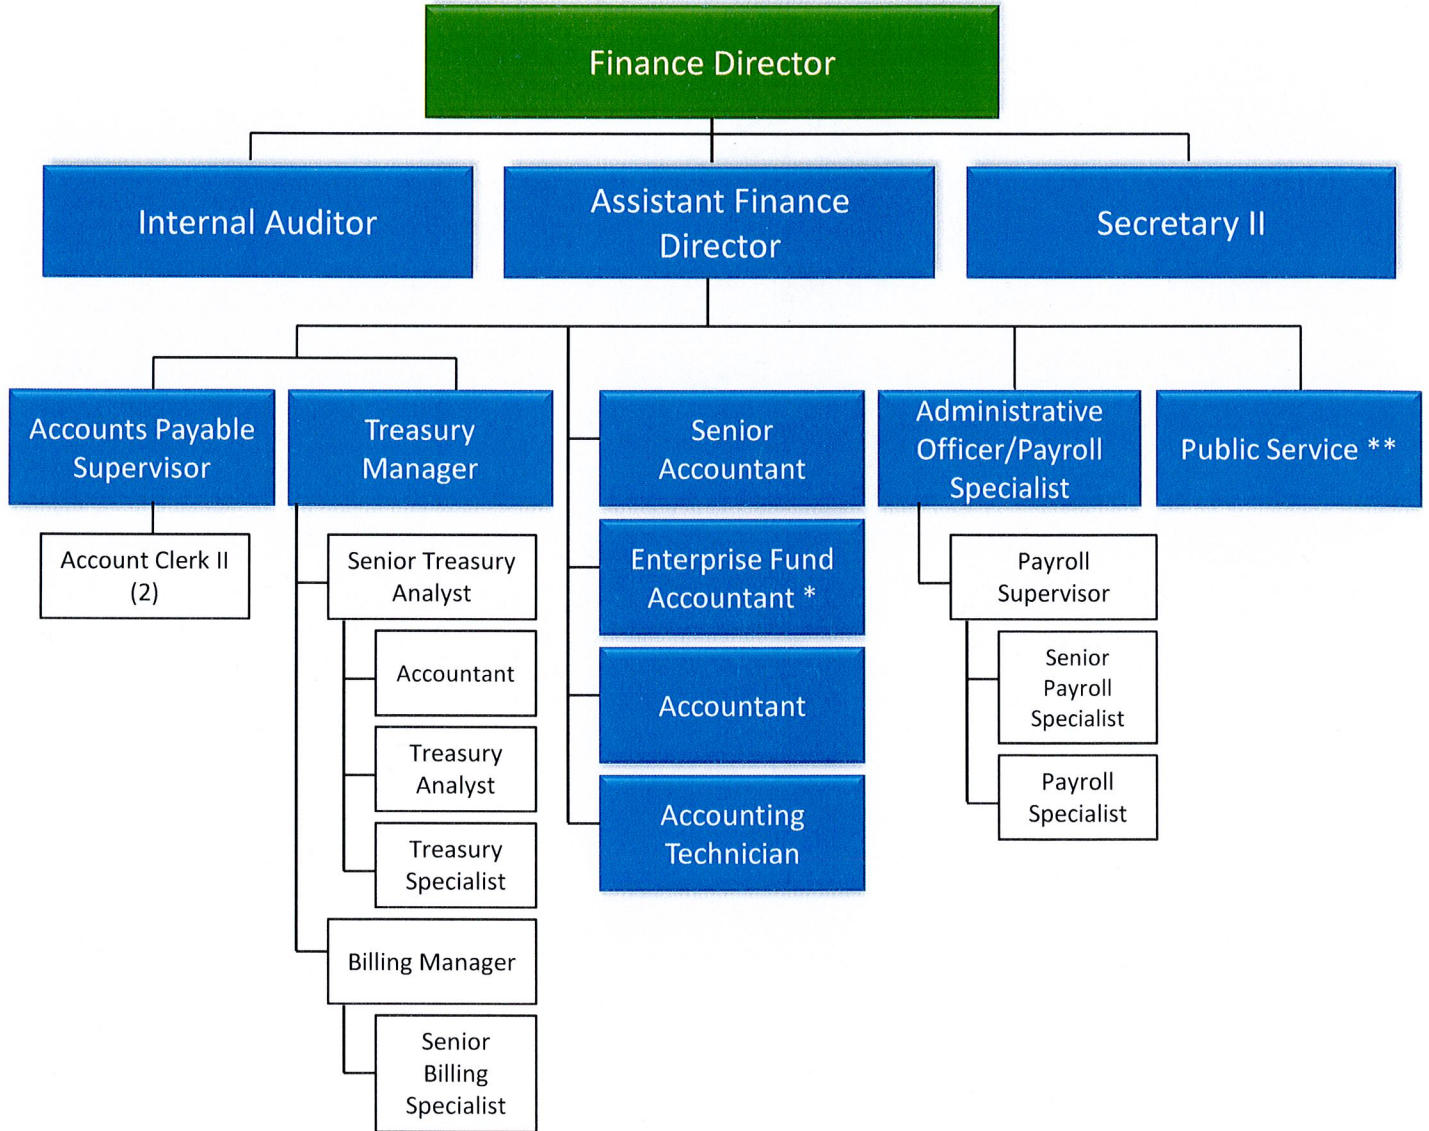 Finance Director
Internal Auditor
Assistant Finance
Director
Secretary II
Accounts Payable
Supervisor
Treasury
Manager
Senior
Accountant
Administrative
Officer/Payroll
Specialist
Public Service **
Account Clerk II
(2)
Senior Treasury
Analyst
Accountant
Treasury
Analyst
Treasury
Specialist
Billing Manager
Senior
Billing
Specialist
Enterprise Fund
Accountant *
Accountant
Accounting
Technician
Payroll
Supervisor
Senior
Payroll
Specialist
Payroll
Specialist